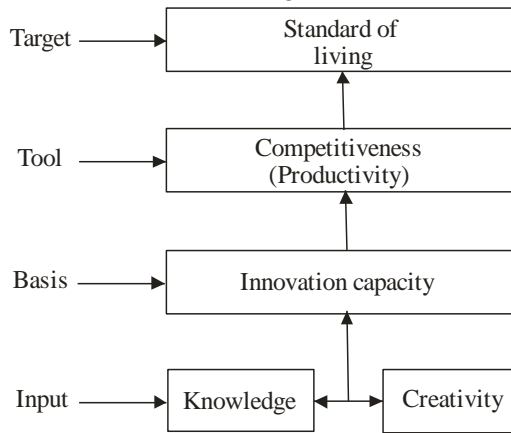 Target
Standard of
living
Tool
Competitiveness
(Productivity)
Basis
Innovation capacity
Input
Knowledge
Creativity